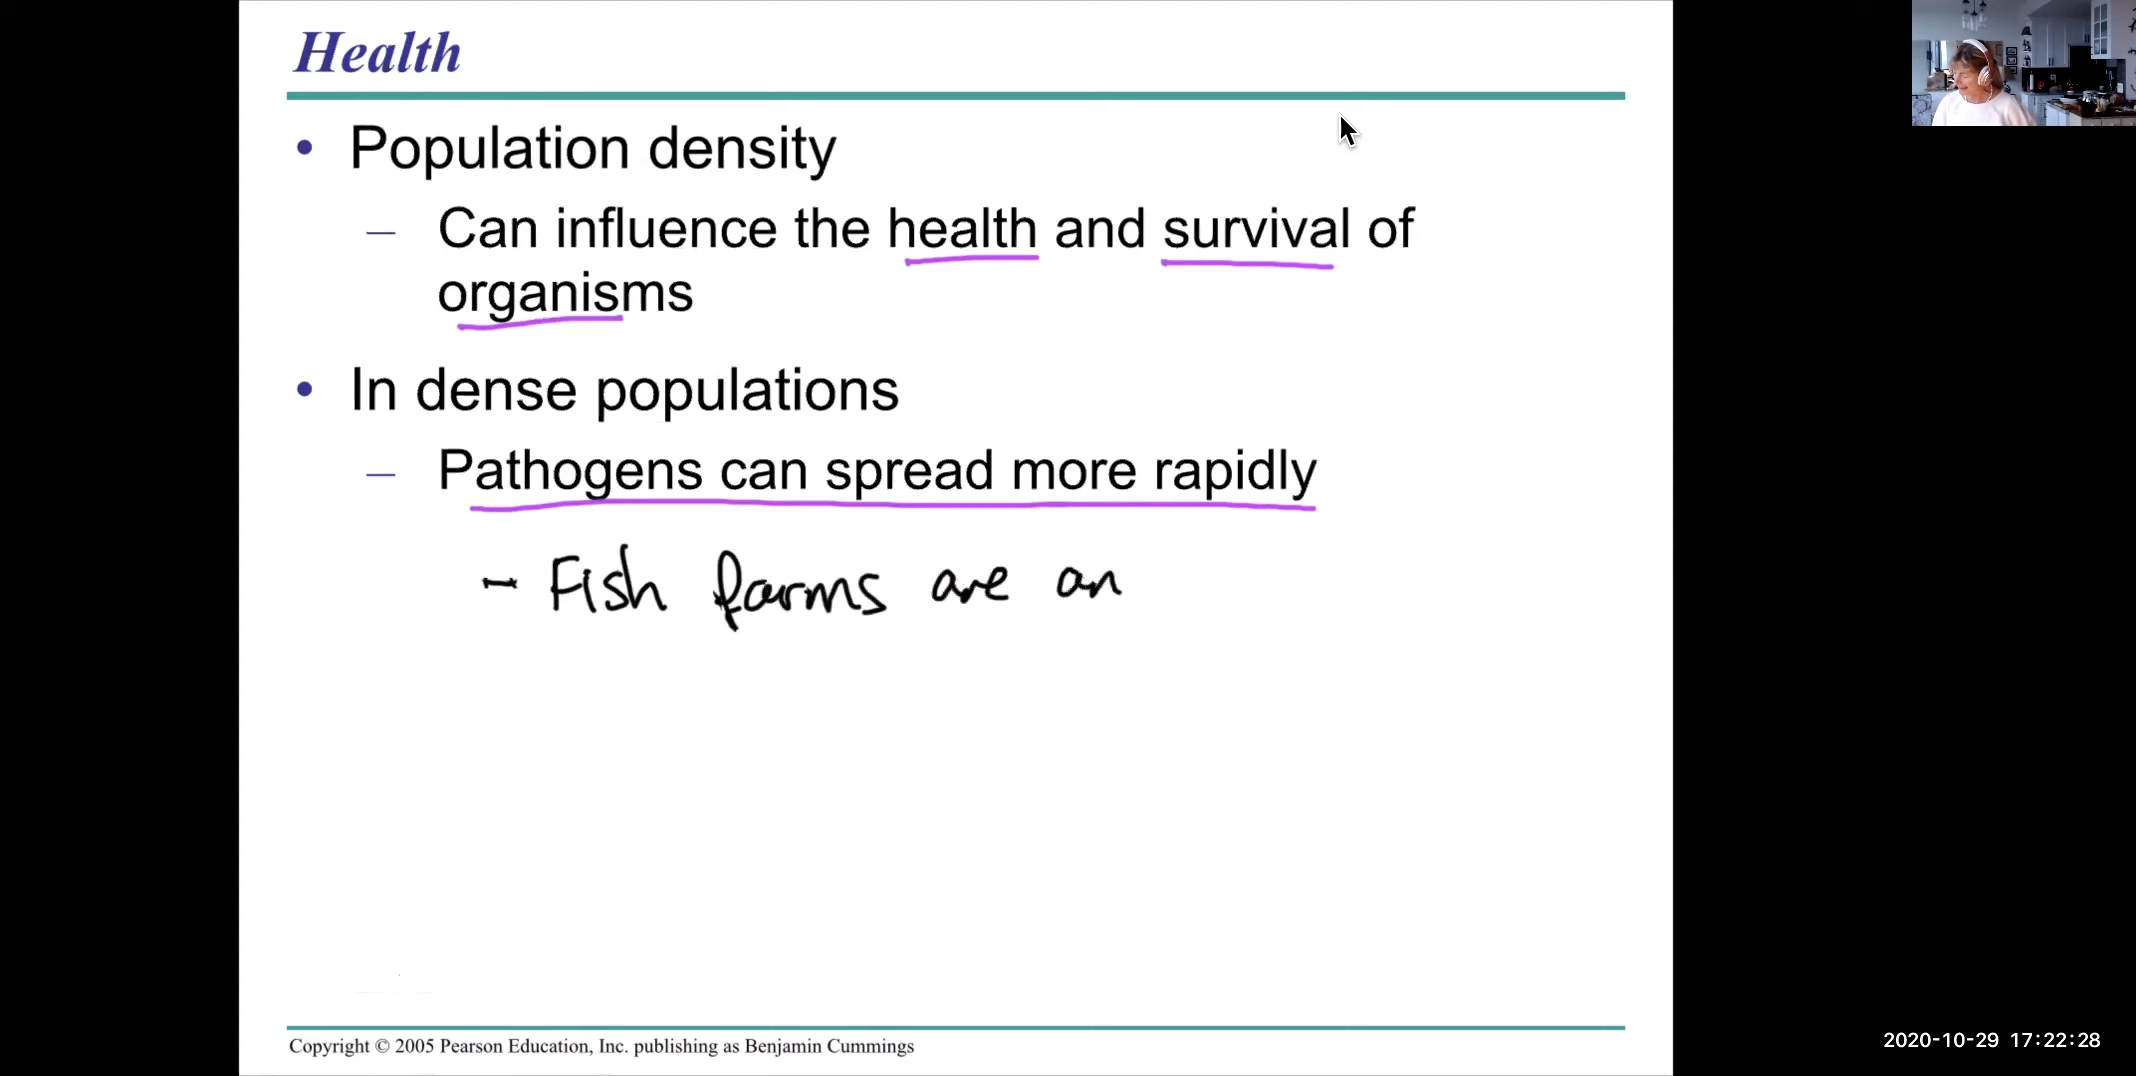 Health
• Population density
– Can influence the health and survival of
organisms
• In dense populations
– Pathogens can spread more rapidly
- Fish farms are an
Copyright © 2005 Pearson Education, Inc. publishing as Benjamin Cummings
2020-10-29 17:22:28